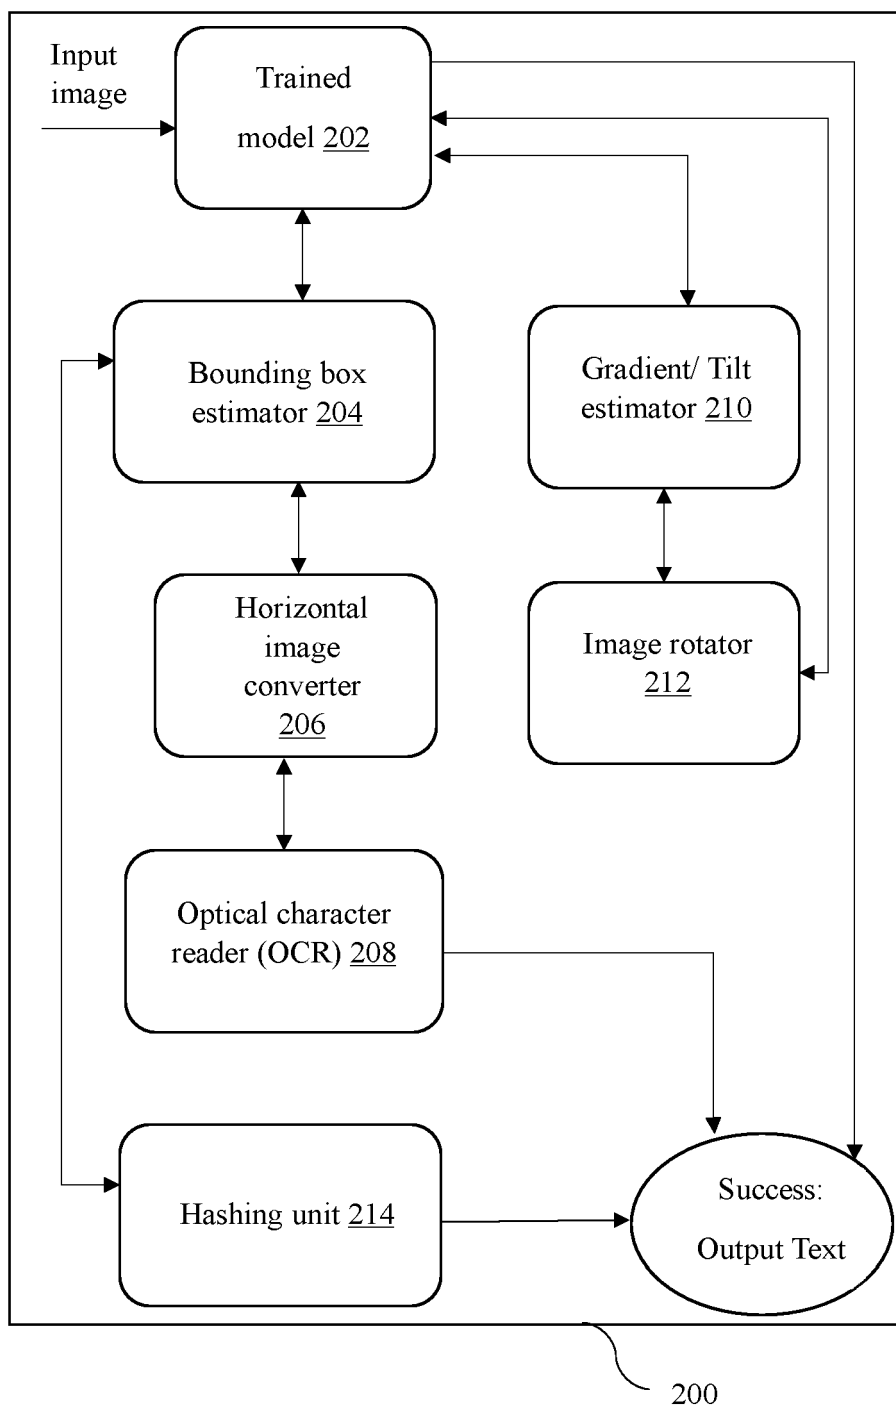 Input
image
Trained
model 202
Bounding box
estimator 204
Gradient/ Tilt
estimator 210
Horizontal
image
converter
206
Image rotator
212
Optical character
reader (OCR) 208
Hashing unit 214
Success:
Output Text
200